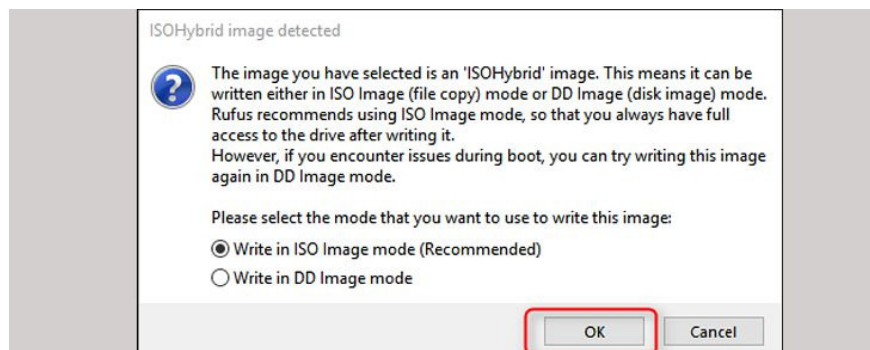 ISOHybrid image detected
The image you have selected is an 'ISOHybrid' image. This means it can be
written either in ISO Image (file copy) mode or DD Image (disk image) mode.
Rufus recommends using ISO Image mode, so that you always have full
access to the drive after writing it.
However, if you encounter issues during boot, you can try writing this image
again in DD Image mode.
Please select the mode that you want to use to write this image:
Write in ISO Image mode (Recommended)
Write in DD Image mode
OK Cancel